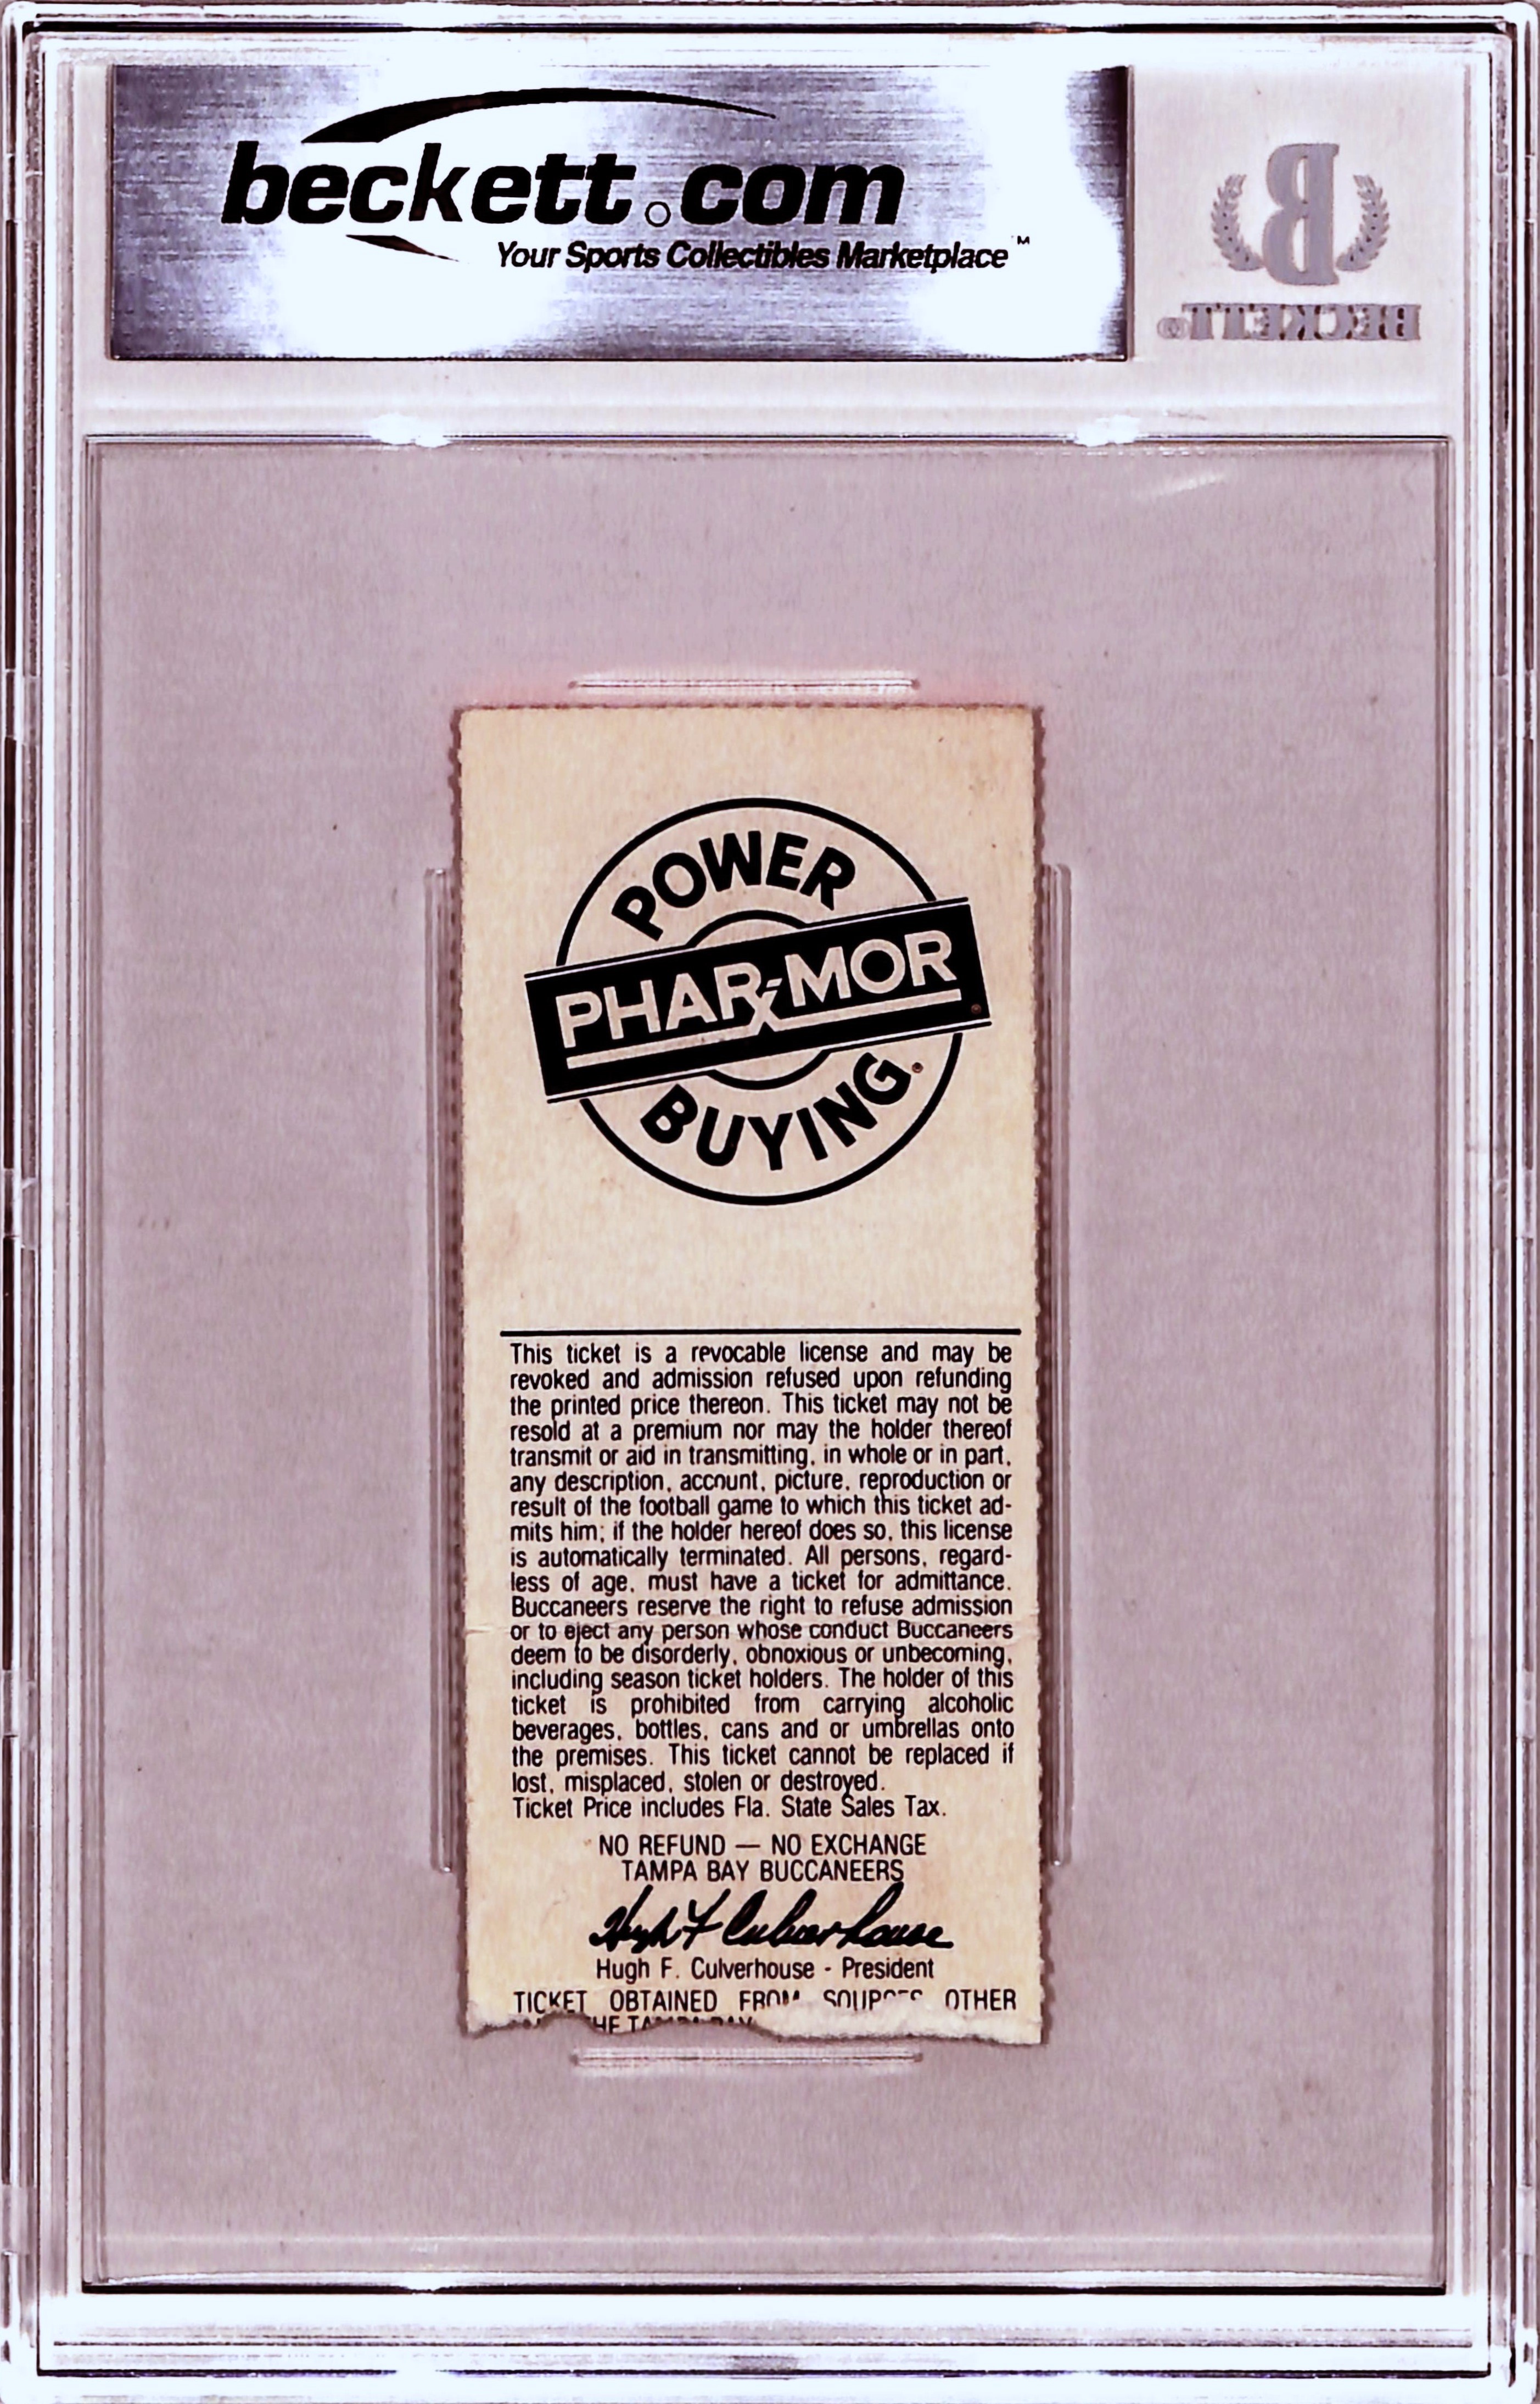 beckett.com
Your Sports Collectibles Marketplace™
B
BECKETT®
POWER
PHAR-MOR
BUYING
This ticket is a revocable license and may be
revoked and admission refused upon refunding
the printed price thereon. This ticket may not be
resold at a premium nor may the holder thereof
transmit or aid in transmitting, in whole or in part,
any description, account, picture, reproduction or
result of the football game to which this ticket ad-
mits him; if the holder hereof does so, this license
is automatically terminated. All persons, regard-
less of age, must have a ticket for admittance.
Buccaneers reserve the right to refuse admission
or to eject any person whose conduct Buccaneers
deem to be disorderly, obnoxious or unbecoming,
including season ticket holders. The holder of this
ticket is prohibited from carrying alcoholic
beverages, bottles, cans and or umbrellas onto
the premises. This ticket cannot be replaced if
lost, misplaced, stolen or destroyed.
Ticket Price includes Fla. State Sales Tax.
NO REFUND — NO EXCHANGE
TAMPA BAY BUCCANEERS
Hugh F Culverhouse
Hugh F. Culverhouse - President
TICKET OBTAINED FROM SOURCES OTHER